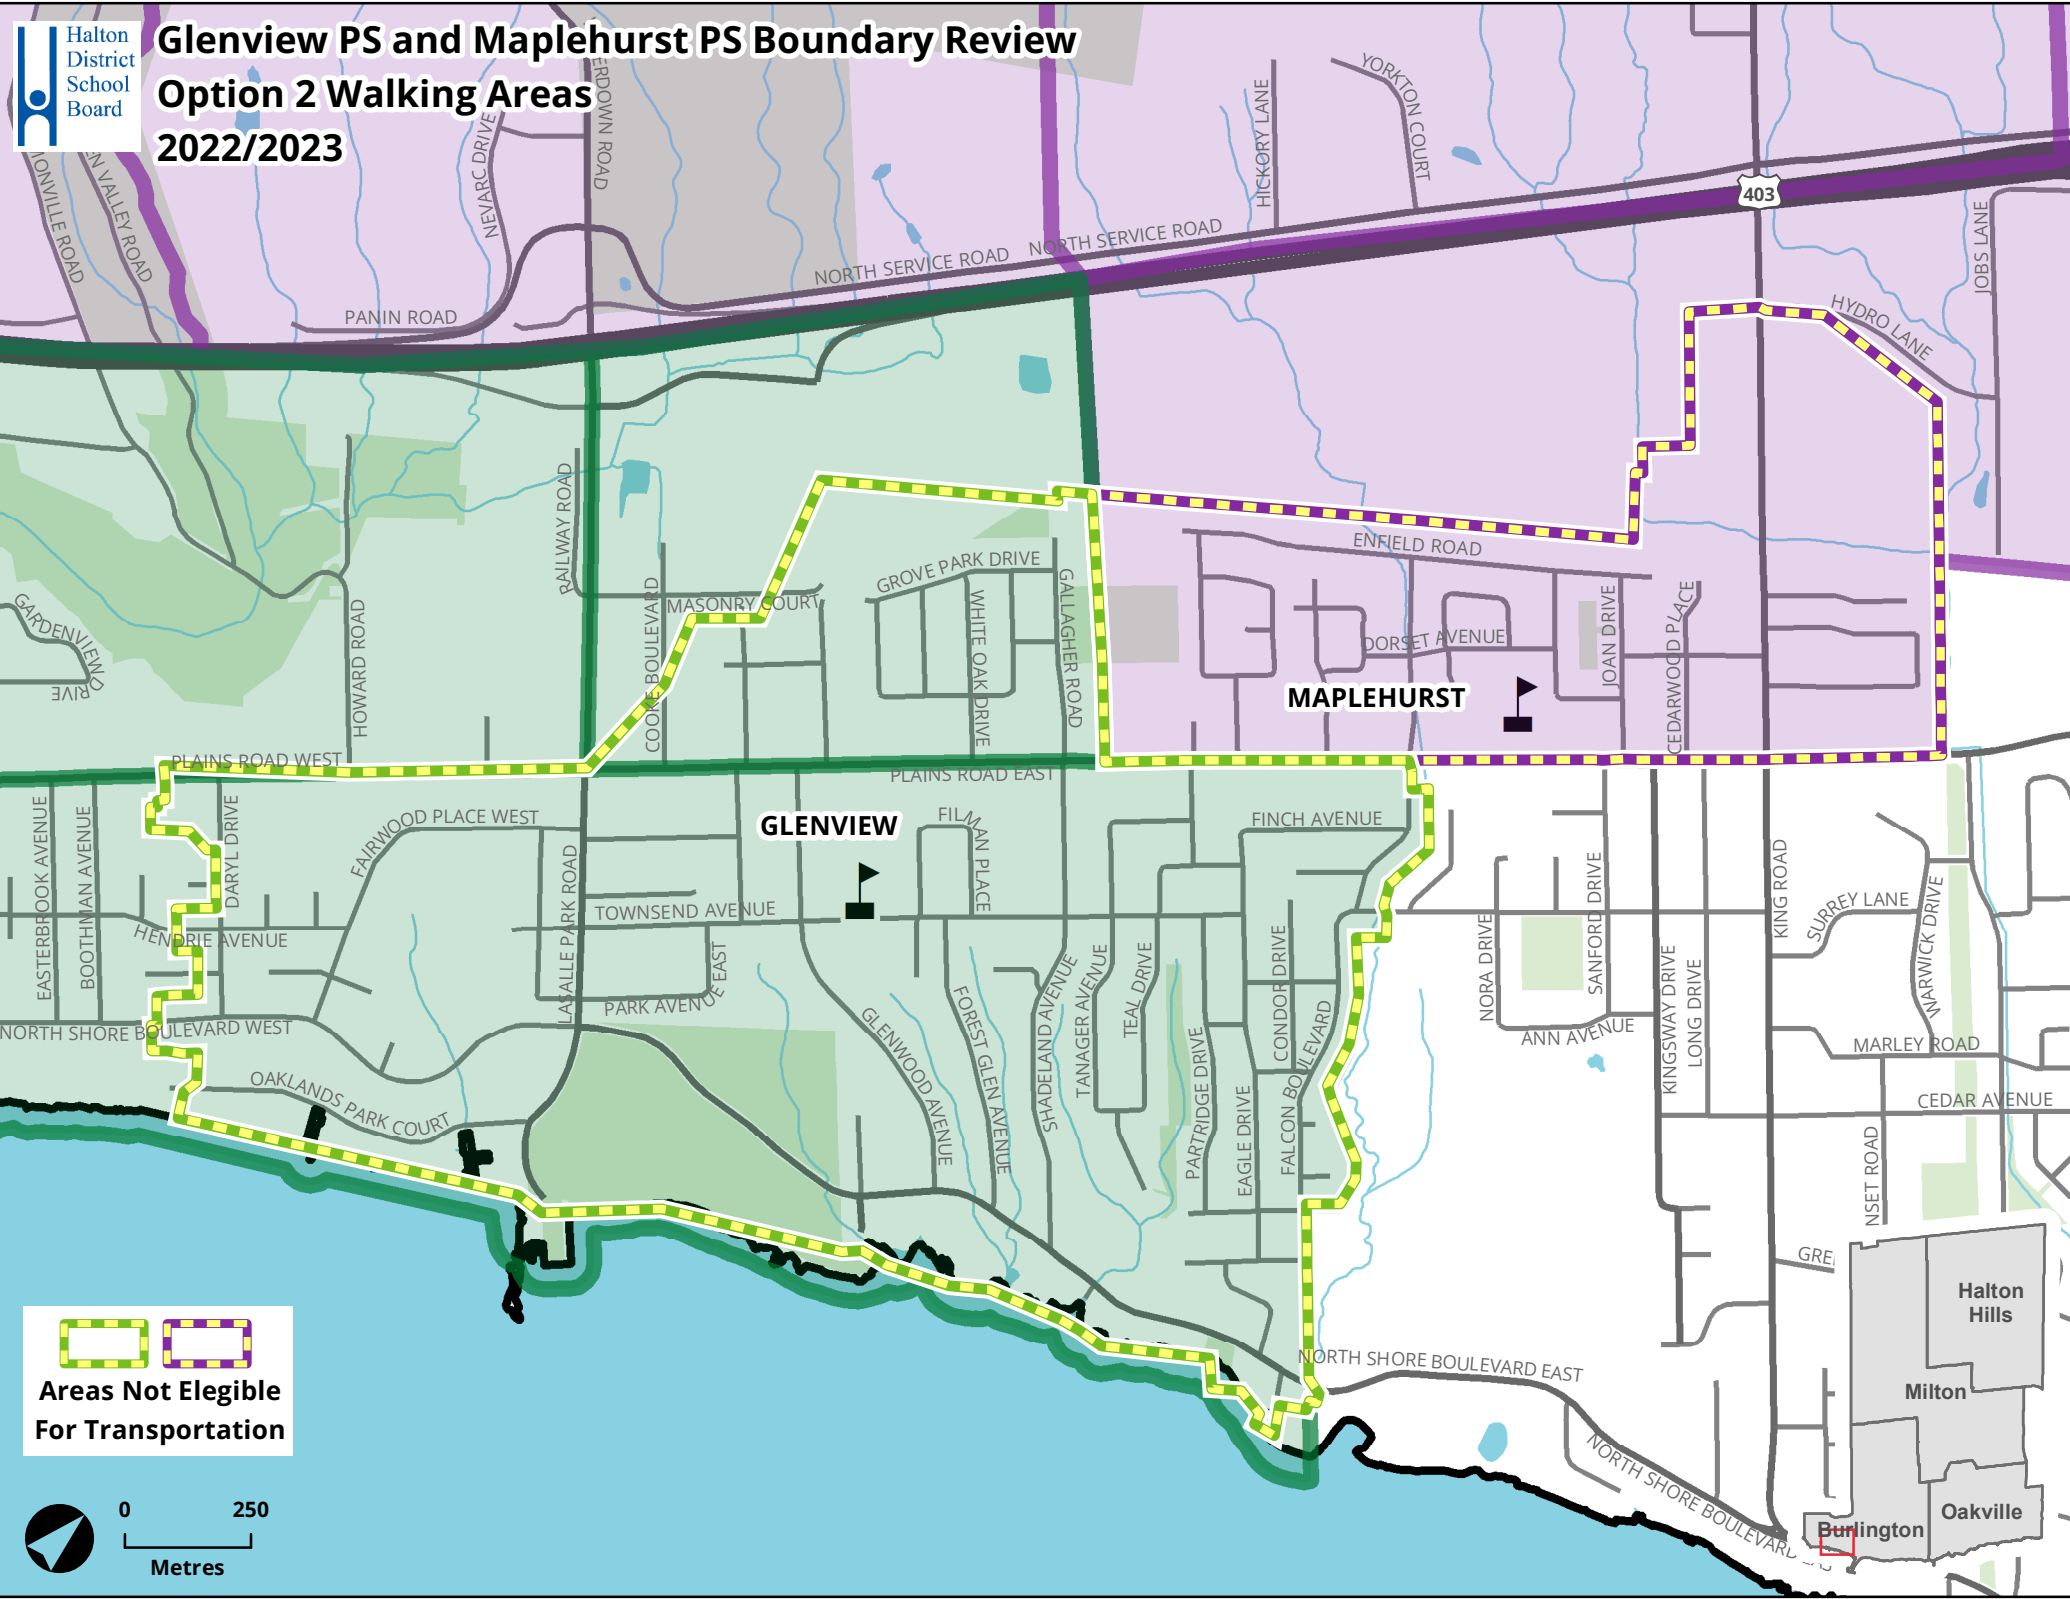 Halton
District
School
Board
Glenview PS and Maplehurst PS Boundary Review
Option 2 Walking Areas
2022/2023
YORKTON COURT
HICKORY LANE
NEVARC DRIVE
403
NORTH SERVICE ROAD
NORTH SERVICE ROAD
JOBS LANE
PANIN ROAD
HYDRO LANE
RAILWAY ROAD
ENFIELD ROAD
GROVE PARK DRIVE
MASONRY COURT
COOKE BOULEVARD
WHITE OAK DRIVE
GALLAGHER ROAD
DORSET AVENUE
JOAN DRIVE
CEDARWOOD PLACE
GARDENVIEW DRIVE
HOWARD ROAD
MAPLEHURST
PLAINS ROAD WEST
PLAINS ROAD EAST
GLENVIEW
EASTERBROOK AVENUE
BOOTHMAN AVENUE
DARYL DRIVE
FAIRWOOD PLACE WEST
FILMAN PLACE
FINCH AVENUE
LASALLE PARK ROAD
TOWNSEND AVENUE
HENDRIE AVENUE
PARK AVENUE EAST
NORTH SHORE BOULEVARD WEST
OAKLANDS PARK COURT
GLENWOOD AVENUE
FOREST GLEN AVENUE
SHADELAND AVENUE
TANAGER AVENUE
TEAL DRIVE
PARTRIDGE DRIVE
EAGLE DRIVE
CONDOR DRIVE
FALCON BOULEVARD
NORA DRIVE
SANFORD DRIVE
ANN AVENUE
KINGSWAY DRIVE
LONG DRIVE
KING ROAD
SURREY LANE
WARWICK DRIVE
MARLEY ROAD
CEDAR AVENUE
NORTH SHORE BOULEVARD EAST
NORTH SHORE BOULEVARD
Areas Not Elegible
For Transportation
0 250
Metres
Halton
Hills
Milton
Oakville
Burlington